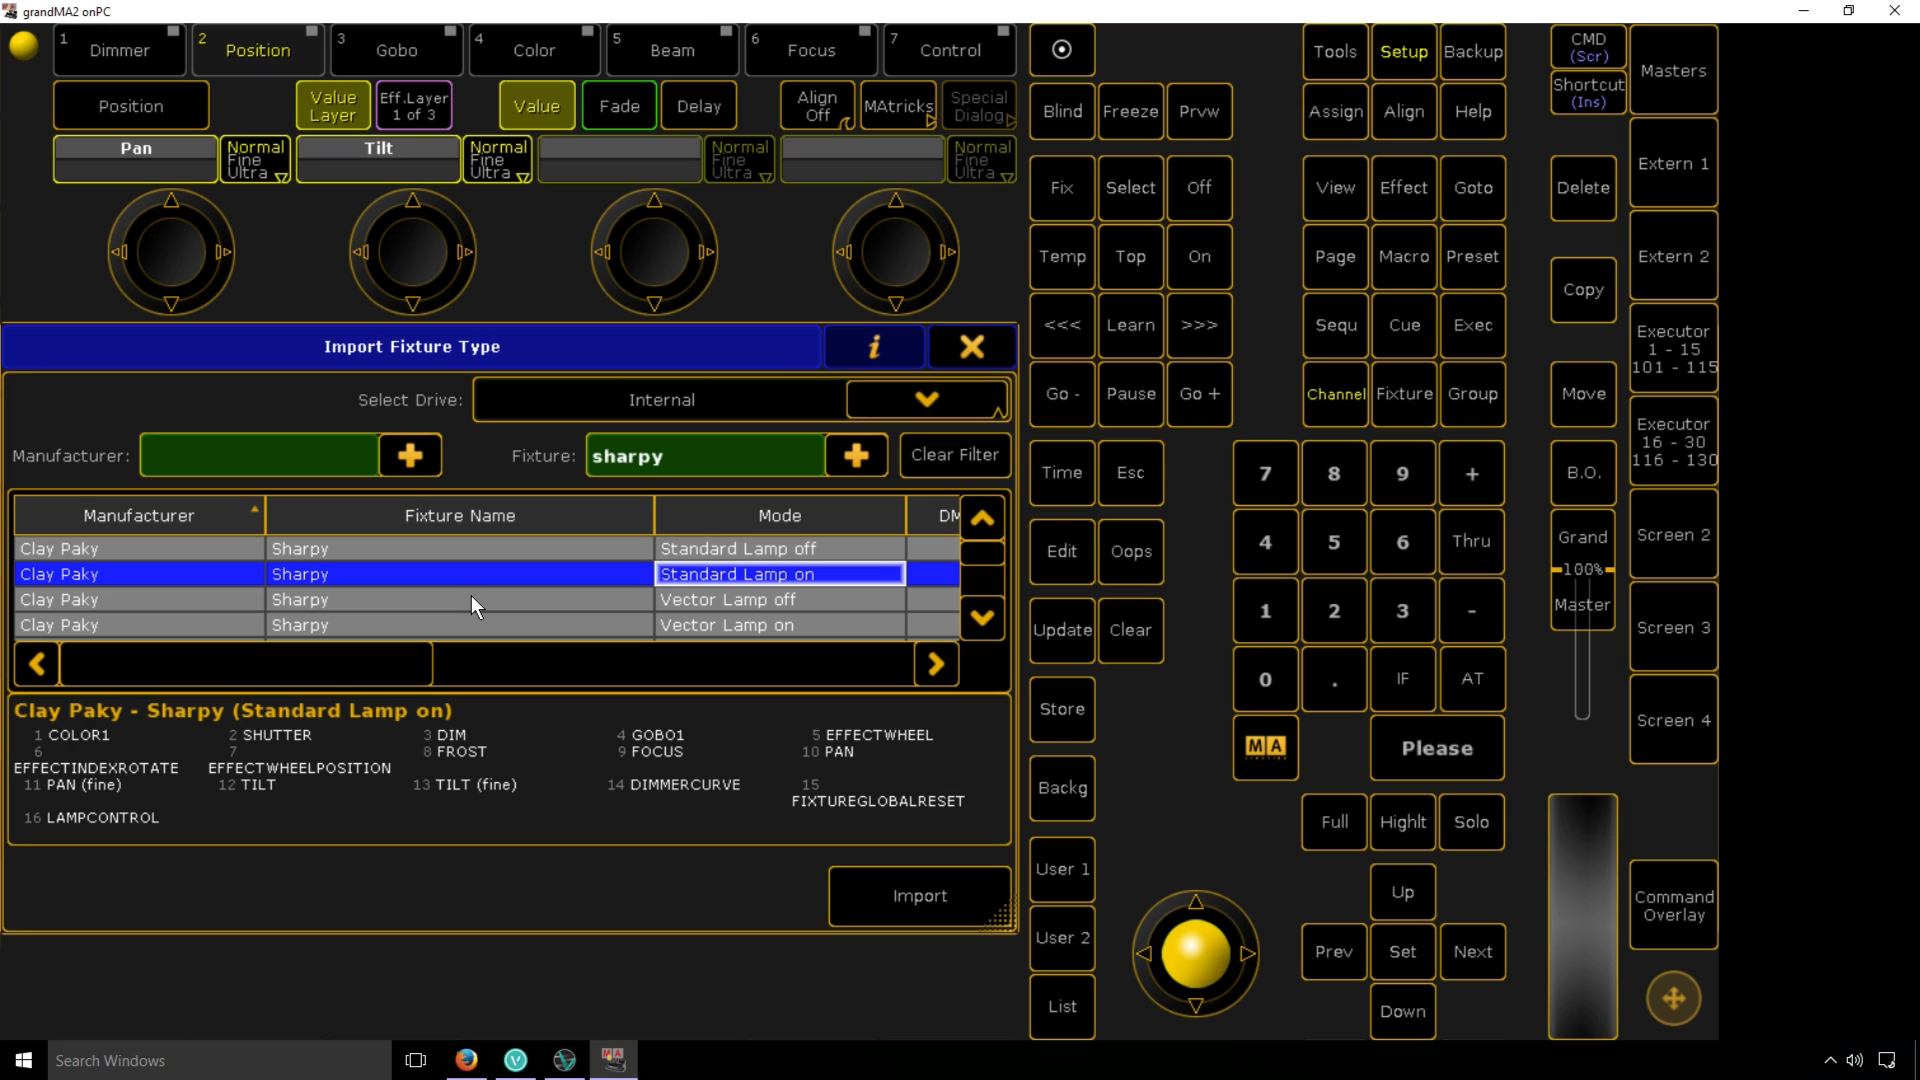 grandMA2 onPC
1 Dimmer
2 Position
3 Gobo
4 Color
5 Beam
6 Focus
7 Control
Position
Value Layer
Eff.Layer 1 of 3
Value
Fade
Delay
Align Off
MAtricks
Special Dialog
Pan
Normal Fine Ultra
Tilt
Normal Fine Ultra
Normal Fine Ultra
Normal Fine Ultra
Import Fixture Type
i
Select Drive: Internal
Manufacturer:
Fixture: sharpy
Clear Filter
Manufacturer Fixture Name Mode DM
Clay Paky Sharpy Standard Lamp off
Clay Paky Sharpy Standard Lamp on
Clay Paky Sharpy Vector Lamp off
Clay Paky Sharpy Vector Lamp on
Clay Paky - Sharpy (Standard Lamp on)
1 COLOR1 2 SHUTTER 3 DIM 4 GOBO1 5 EFFECTWHEEL
6 7 8 FROST 9 FOCUS 10 PAN
EFFECTINDEXROTATE EFFECTWHEELPOSITION
11 PAN (fine) 12 TILT 13 TILT (fine) 14 DIMMERCURVE 15
FIXTUREGLOBALRESET
16 LAMPCONTROL
Import
Tools Setup Backup
Blind Freeze Prvw Assign Align Help
Fix Select Off View Effect Goto
Temp Top On Page Macro Preset
<<< Learn >>> Sequ Cue Exec
Go - Pause Go + Channel Fixture Group
Time Esc 7 8 9 +
Edit Oops 4 5 6 Thru
Update Clear 1 2 3 -
0 . IF AT
Store
MA
Please
Backg
Full Highlt Solo
User 1
Up
User 2
Prev Set Next
List
Down
CMD
(Scr)
Shortcut
(Ins)
Delete
Copy
Move
B.O.
Grand
100%
Master
Masters
Extern 1
Extern 2
Executor
1 - 15
101 - 115
Executor
16 - 30
116 - 130
Screen 2
Screen 3
Screen 4
Command
Overlay
Search Windows